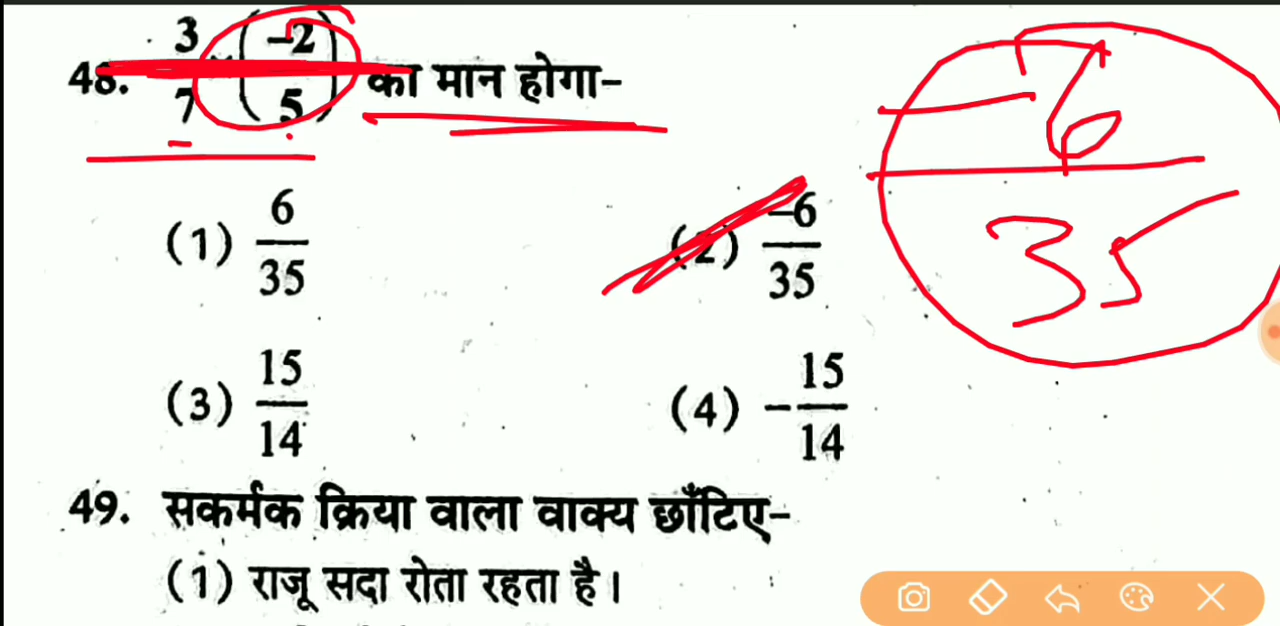 48. 3/7 × (-2/5) का मान होगा–
(1) 6/35 (2) -6/35
-6/35
(3) 15/14 (4) -15/14
49. सकर्मक क्रिया वाला वाक्य छाँटिए–
(1) राजू सदा रोता रहता है।